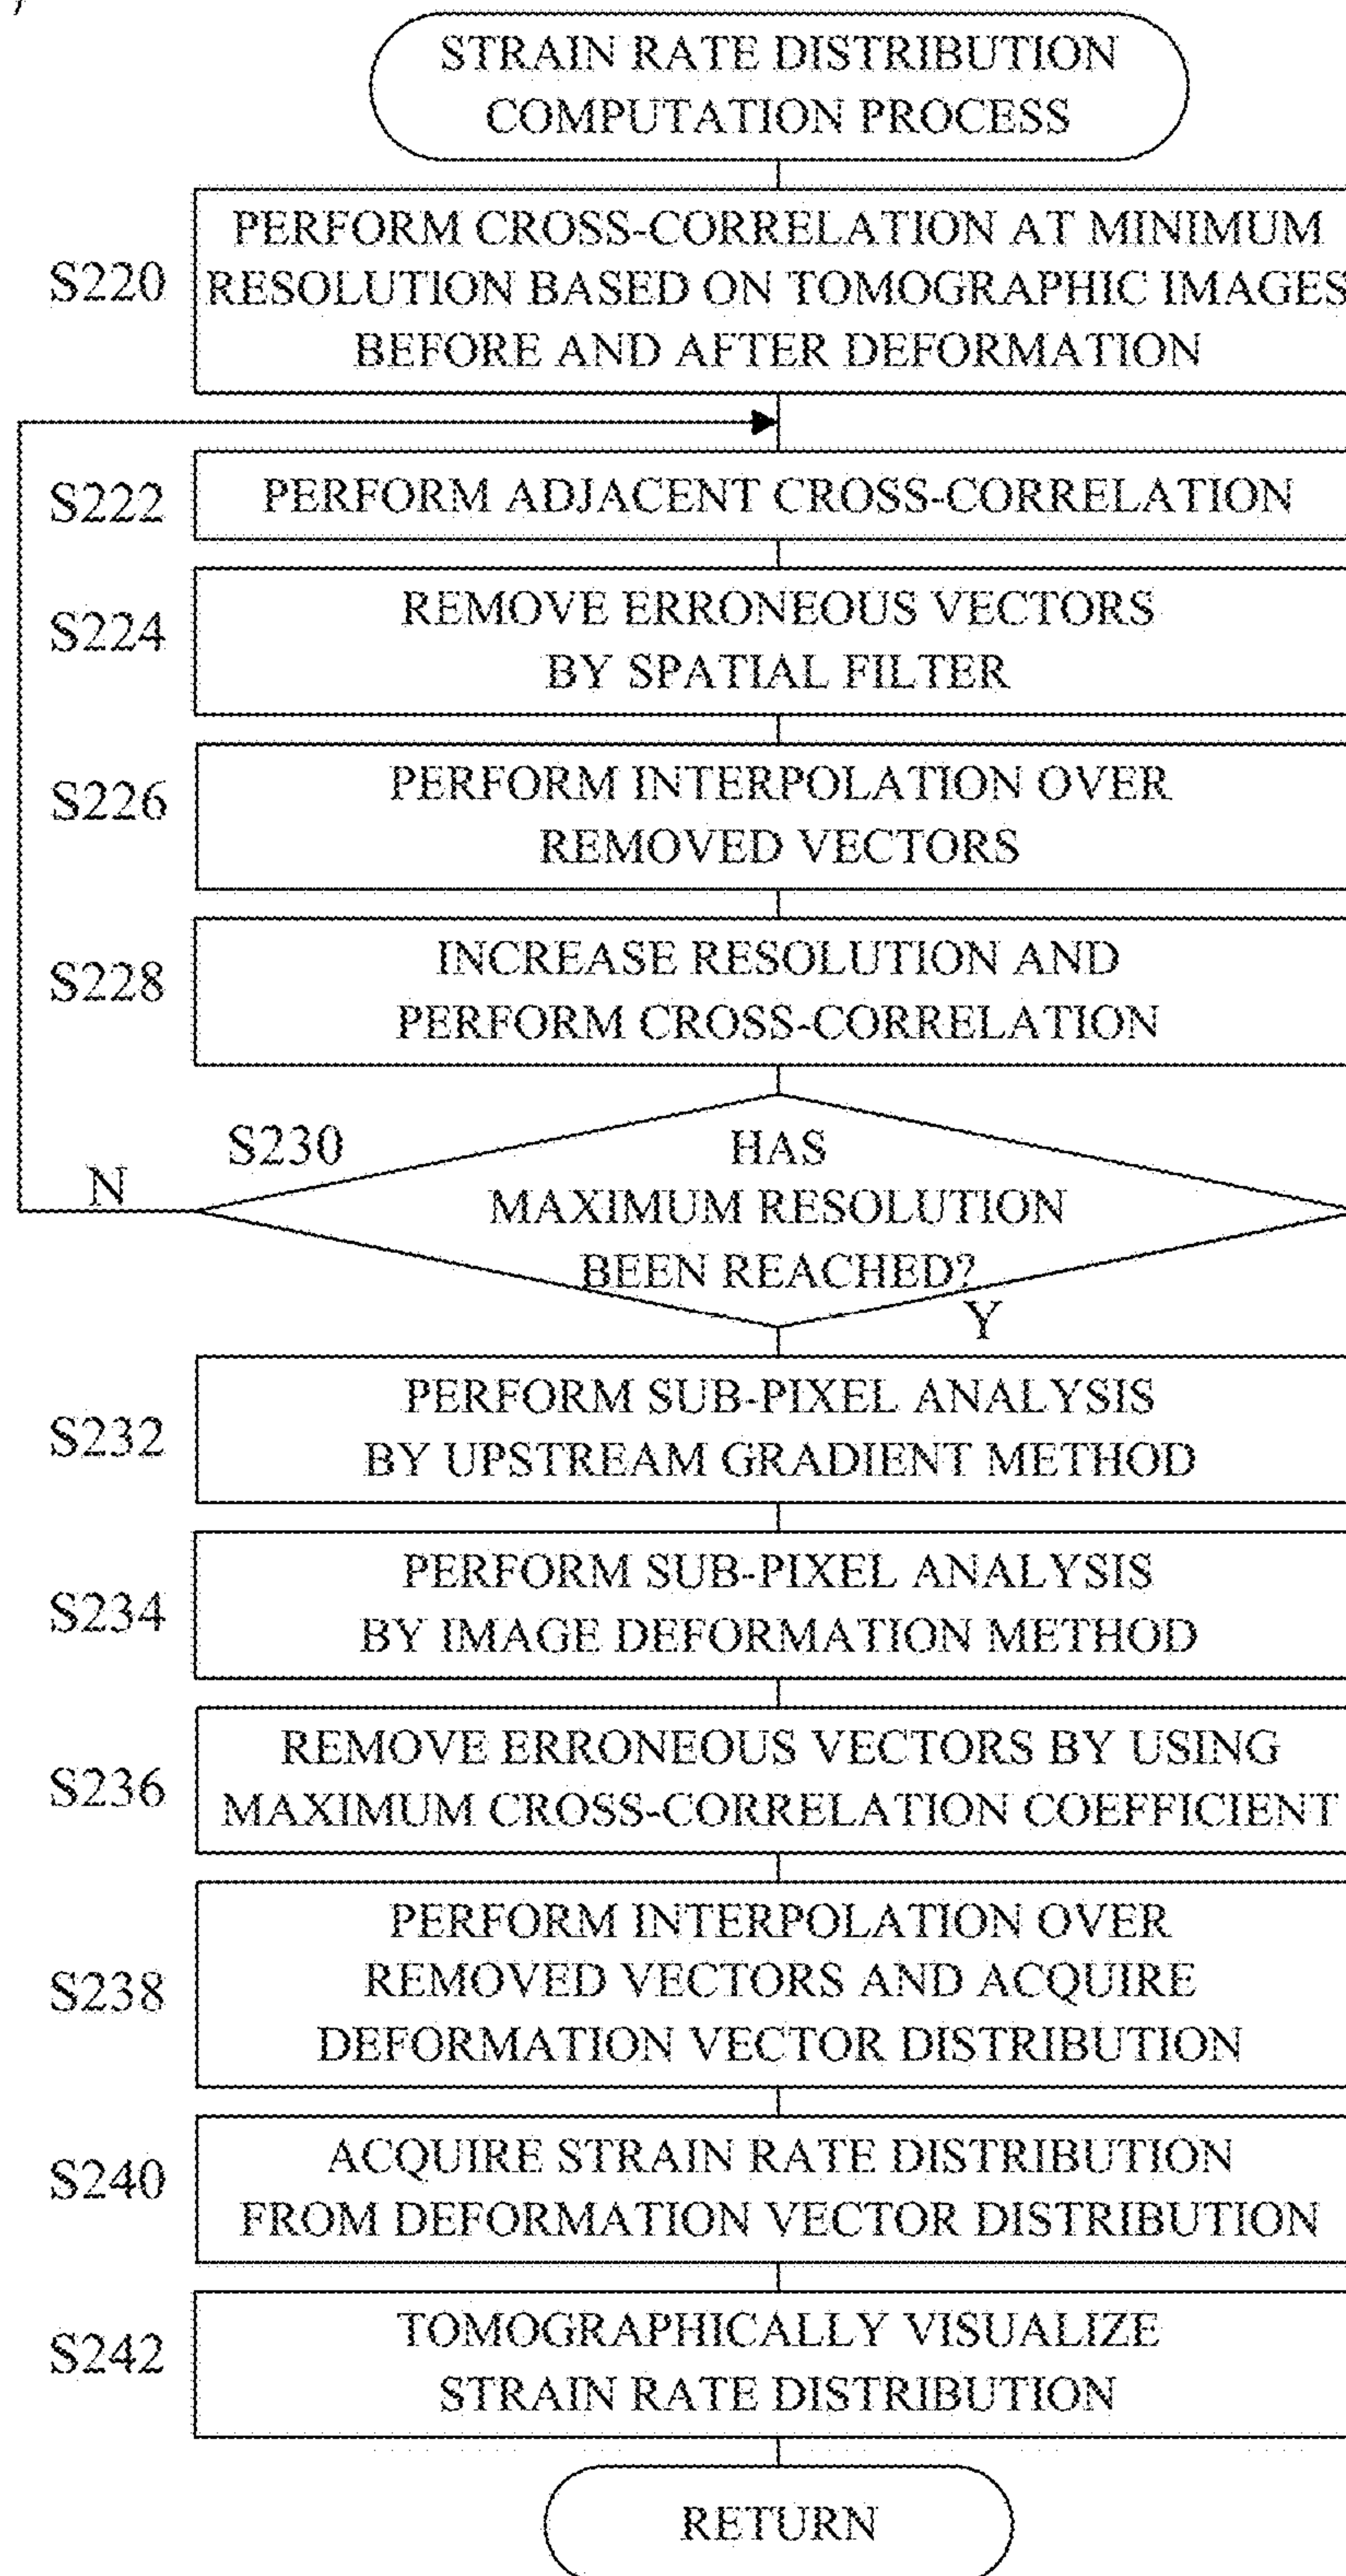 STRAIN RATE DISTRIBUTION
COMPUTATION PROCESS
S220
PERFORM CROSS-CORRELATION AT MINIMUM
RESOLUTION BASED ON TOMOGRAPHIC IMAGES
BEFORE AND AFTER DEFORMATION
S222
PERFORM ADJACENT CROSS-CORRELATION
S224
REMOVE ERRONEOUS VECTORS
BY SPATIAL FILTER
S226
PERFORM INTERPOLATION OVER
REMOVED VECTORS
S228
INCREASE RESOLUTION AND
PERFORM CROSS-CORRELATION
S230
HAS
MAXIMUM RESOLUTION
BEEN REACHED?
N
Y
S232
PERFORM SUB-PIXEL ANALYSIS
BY UPSTREAM GRADIENT METHOD
S234
PERFORM SUB-PIXEL ANALYSIS
BY IMAGE DEFORMATION METHOD
S236
REMOVE ERRONEOUS VECTORS BY USING
MAXIMUM CROSS-CORRELATION COEFFICIENT
S238
PERFORM INTERPOLATION OVER
REMOVED VECTORS AND ACQUIRE
DEFORMATION VECTOR DISTRIBUTION
S240
ACQUIRE STRAIN RATE DISTRIBUTION
FROM DEFORMATION VECTOR DISTRIBUTION
S242
TOMOGRAPHICALLY VISUALIZE
STRAIN RATE DISTRIBUTION
RETURN